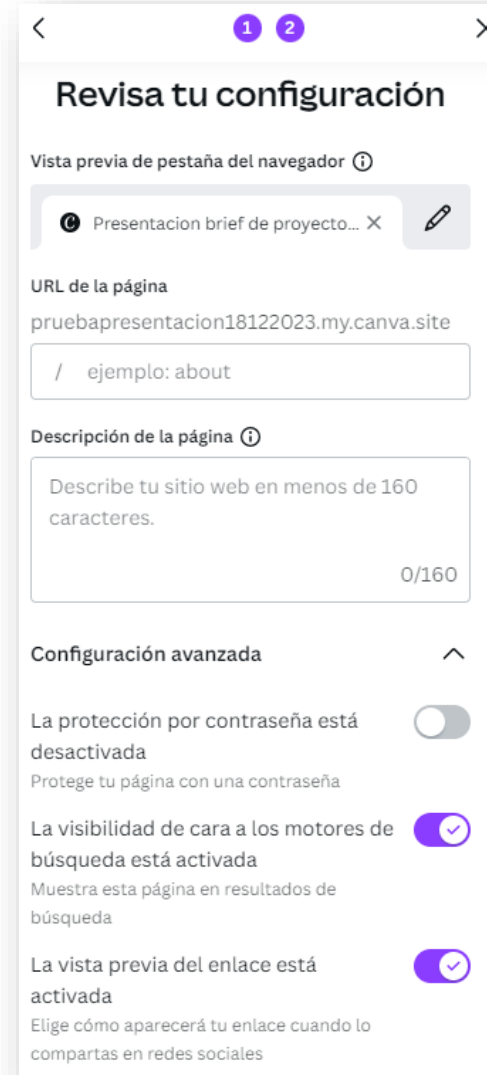 1 2
Revisa tu configuración
Vista previa de pestaña del navegador
Presentacion brief de proyecto...
URL de la página
pruebapresentacion18122023.my.canva.site
/ ejemplo: about
Descripción de la página
Describe tu sitio web en menos de 160
caracteres.
0/160
Configuración avanzada
La protección por contraseña está
desactivada
Protege tu página con una contraseña
La visibilidad de cara a los motores de
búsqueda está activada
Muestra esta página en resultados de
búsqueda
La vista previa del enlace está
activada
Elige cómo aparecerá tu enlace cuando lo
compartas en redes sociales